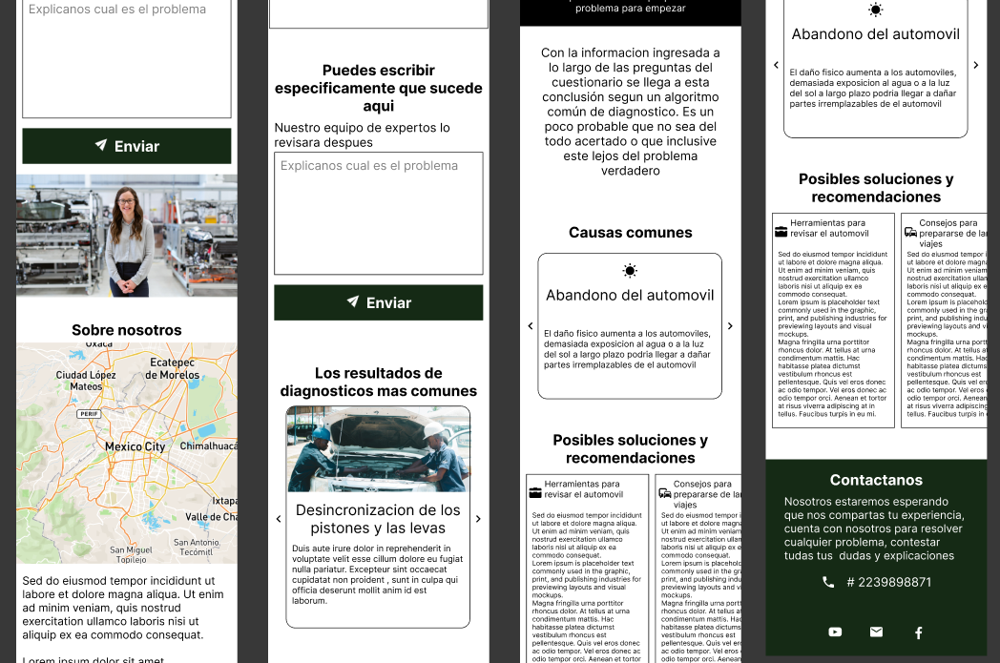 Explicanos cual es el problema
Enviar
Sobre nosotros
Oxaca
Ciudad López
Mateos
Ecatepec
de Morelos
PERIF
Mexico City
Chimalhuacá
Ixtapa
Valle de Cha
San Miguel
Topilejo
San Antonio,
Tecómitl
Sed do eiusmod tempor incididunt ut
labore et dolore magna aliqua. Ut enim
ad minim veniam, quis nostrud
exercitation ullamco laboris nisi ut
aliquip ex ea commodo consequat.
Lorem ipsum dolor sit amet
Puedes escribir
especificamente que sucede
aqui
Nuestro equipo de expertos lo
revisara despues
Explicanos cual es el problema
Enviar
Los resultados de
diagnosticos mas comunes
Desincronizacion de los
pistones y las levas
Duis aute irure dolor in reprehenderit in
voluptate velit esse cillum dolore eu fugiat
nulla pariatur. Excepteur sint occaecat
cupidatat non proident , sunt in culpa qui
officia deserunt mollit anim id est
laborum.
problema para empezar
Con la informacion ingresada a
lo largo de las preguntas del
cuestionario se llega a esta
conclusión segun un algoritmo
común de diagnostico. Es un
poco probable que no sea del
todo acertado o que inclusive
este lejos del problema
verdadero
Causas comunes
Abandono del automovil
El daño fisico aumenta a los automoviles,
demasiada exposicion al agua o a la luz
del sol a largo plazo podria llegar a dañar
partes irremplazables de el automovil
Posibles soluciones y
recomendaciones
Herramientas para
revisar el automovil
Sed do eiusmod tempor incididunt
ut labore et dolore magna aliqua.
Ut enim ad minim veniam, quis
nostrud exercitation ullamco
laboris nisi ut aliquip ex ea
commodo consequat.
Lorem ipsum is placeholder text
commonly used in the graphic,
print, and publishing industries for
previewing layouts and visual
mockups.
Magna fringilla urna porttitor
rhoncus dolor. At tellus at urna
condimentum mattis. Hac
habitasse platea dictumst
vestibulum rhoncus est
pellentesque. Quis vel eros donec
ac odio tempor. Vel eros donec
ac odio tempor orci. Aenean et tortor
Consejos para
prepararse de lar
viajes
Sed do eiusmod tempor i
ut labore et dolore magn
Ut enim ad minim veniam
nostrud exercitation ullam
laboris nisi ut aliquip ex ea
commodo consequat.
Lorem ipsum is placehold
commonly used in the gra
print, and publishing indu
previewing layouts and vi
mockups.
Magna fringilla urna port
rhoncus dolor. At tellus at
condimentum mattis. Hac
habitasse platea dictums
vestibulum rhoncus est
pellentesque. Quis vel ero
ac odio tempor. Vel eros
ac odio tempor orci. Aene
Abandono del automovil
El daño fisico aumenta a los automoviles,
demasiada exposicion al agua o a la luz
del sol a largo plazo podria llegar a dañar
partes irremplazables de el automovil
Posibles soluciones y
recomendaciones
Herramientas para
revisar el automovil
Sed do eiusmod tempor incididunt
ut labore et dolore magna aliqua.
Ut enim ad minim veniam, quis
nostrud exercitation ullamco
laboris nisi ut aliquip ex ea
commodo consequat.
Lorem ipsum is placeholder text
commonly used in the graphic,
print, and publishing industries for
previewing layouts and visual
mockups.
Magna fringilla urna porttitor
rhoncus dolor. At tellus at urna
condimentum mattis. Hac
habitasse platea dictumst
vestibulum rhoncus est
pellentesque. Quis vel eros donec
ac odio tempor. Vel eros donec
ac odio tempor orci. Aenean et tortor
at risus viverra adipiscing at in
tellus. Faucibus turpis in eu mi.
Consejos para
prepararse de lar
viajes
Sed do eiusmod tempor i
ut labore et dolore magn
Ut enim ad minim veniam
nostrud exercitation ullam
laboris nisi ut aliquip ex ea
commodo consequat.
Lorem ipsum is placehold
commonly used in the gra
print, and publishing indu
previewing layouts and vi
mockups.
Magna fringilla urna port
rhoncus dolor. At tellus at
condimentum mattis. Hac
habitasse platea dictums
vestibulum rhoncus est
pellentesque. Quis vel ero
ac odio tempor. Vel eros
ac odio tempor orci. Aene
at risus viverra adipiscing
tellus. Faucibus turpis in e
Contactanos
Nosotros estaremos esperando
que nos compartas tu experiencia,
cuenta con nosotros para resolver
cualquier problema, contestar
tudas tus dudas y explicaciones
# 2239898871